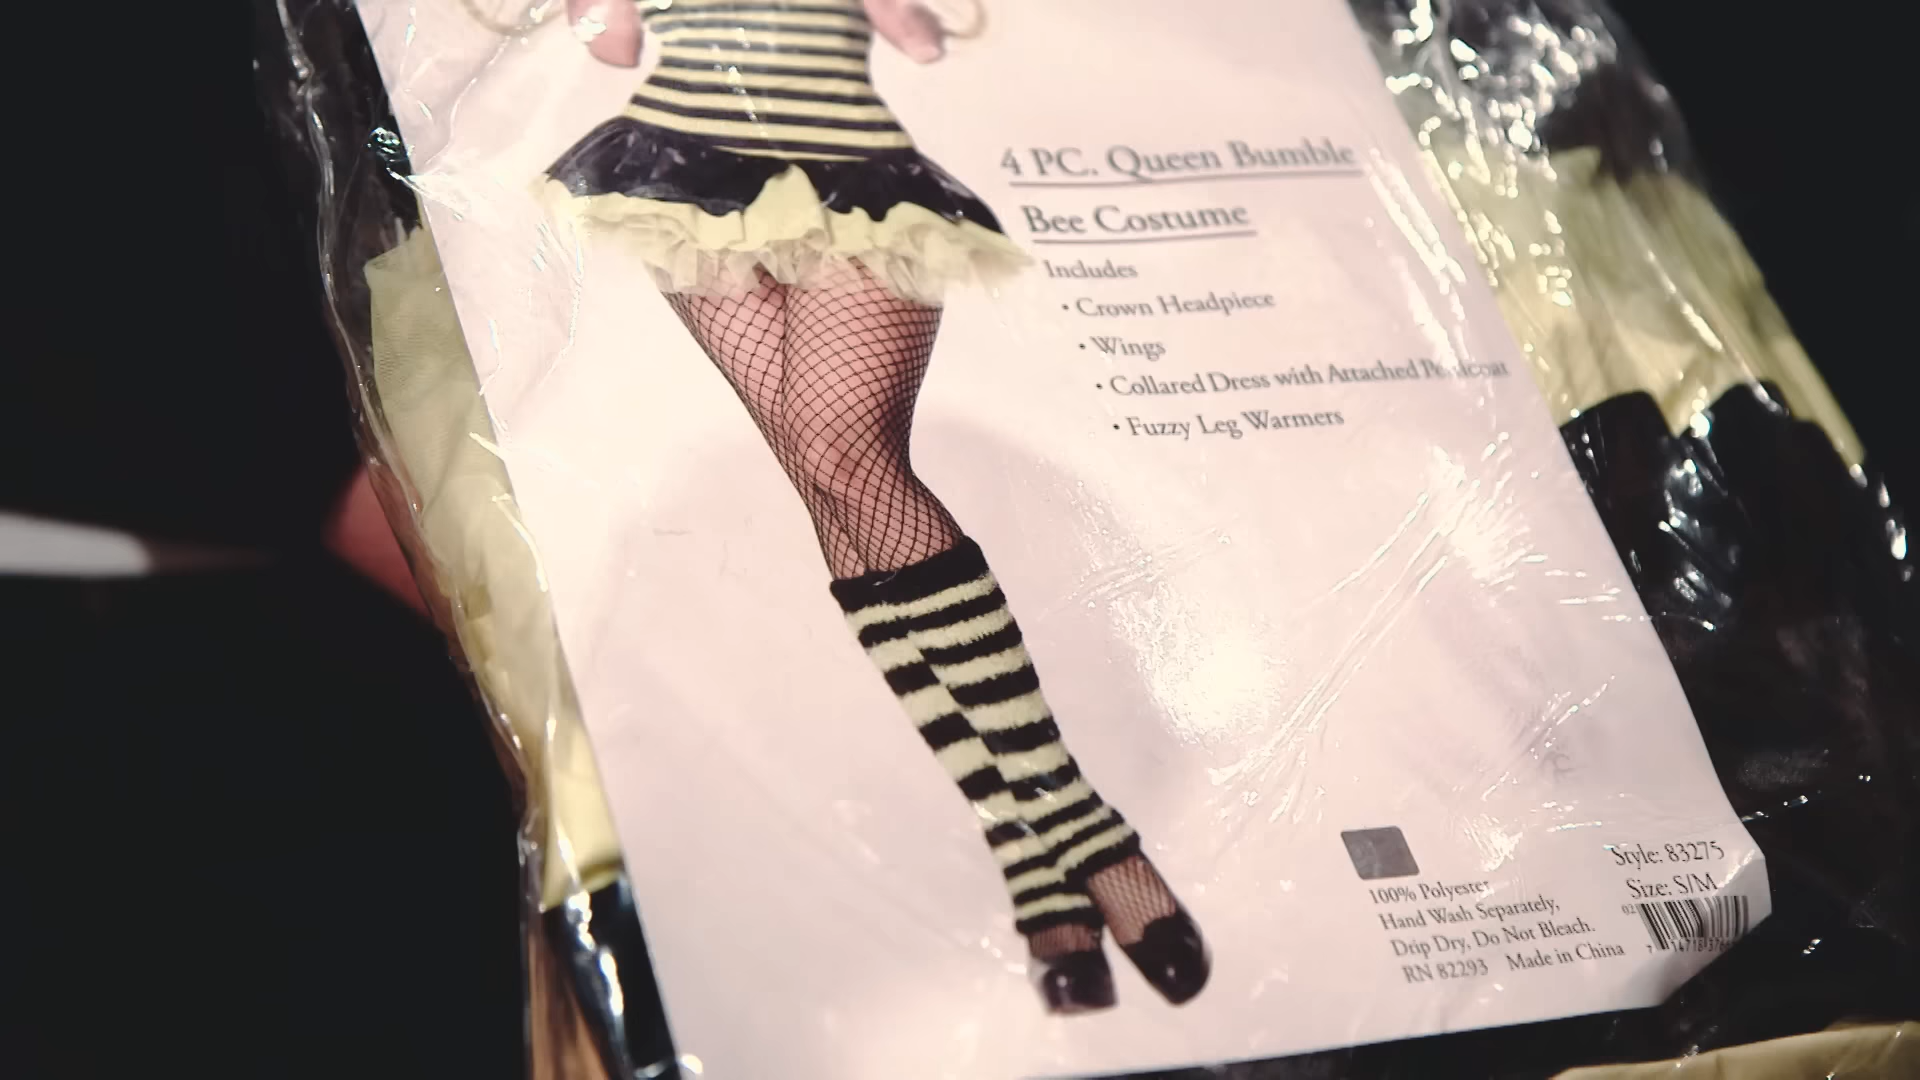 4 PC. Queen Bumble
Bee Costume
Includes
• Crown Headpiece
• Wings
• Collared Dress with Attached Petticoat
• Fuzzy Leg Warmers
Style: 83275
Size: S/M
100% Polyester
Hand Wash Separately,
Drip Dry, Do Not Bleach.
RN 82293 Made in China